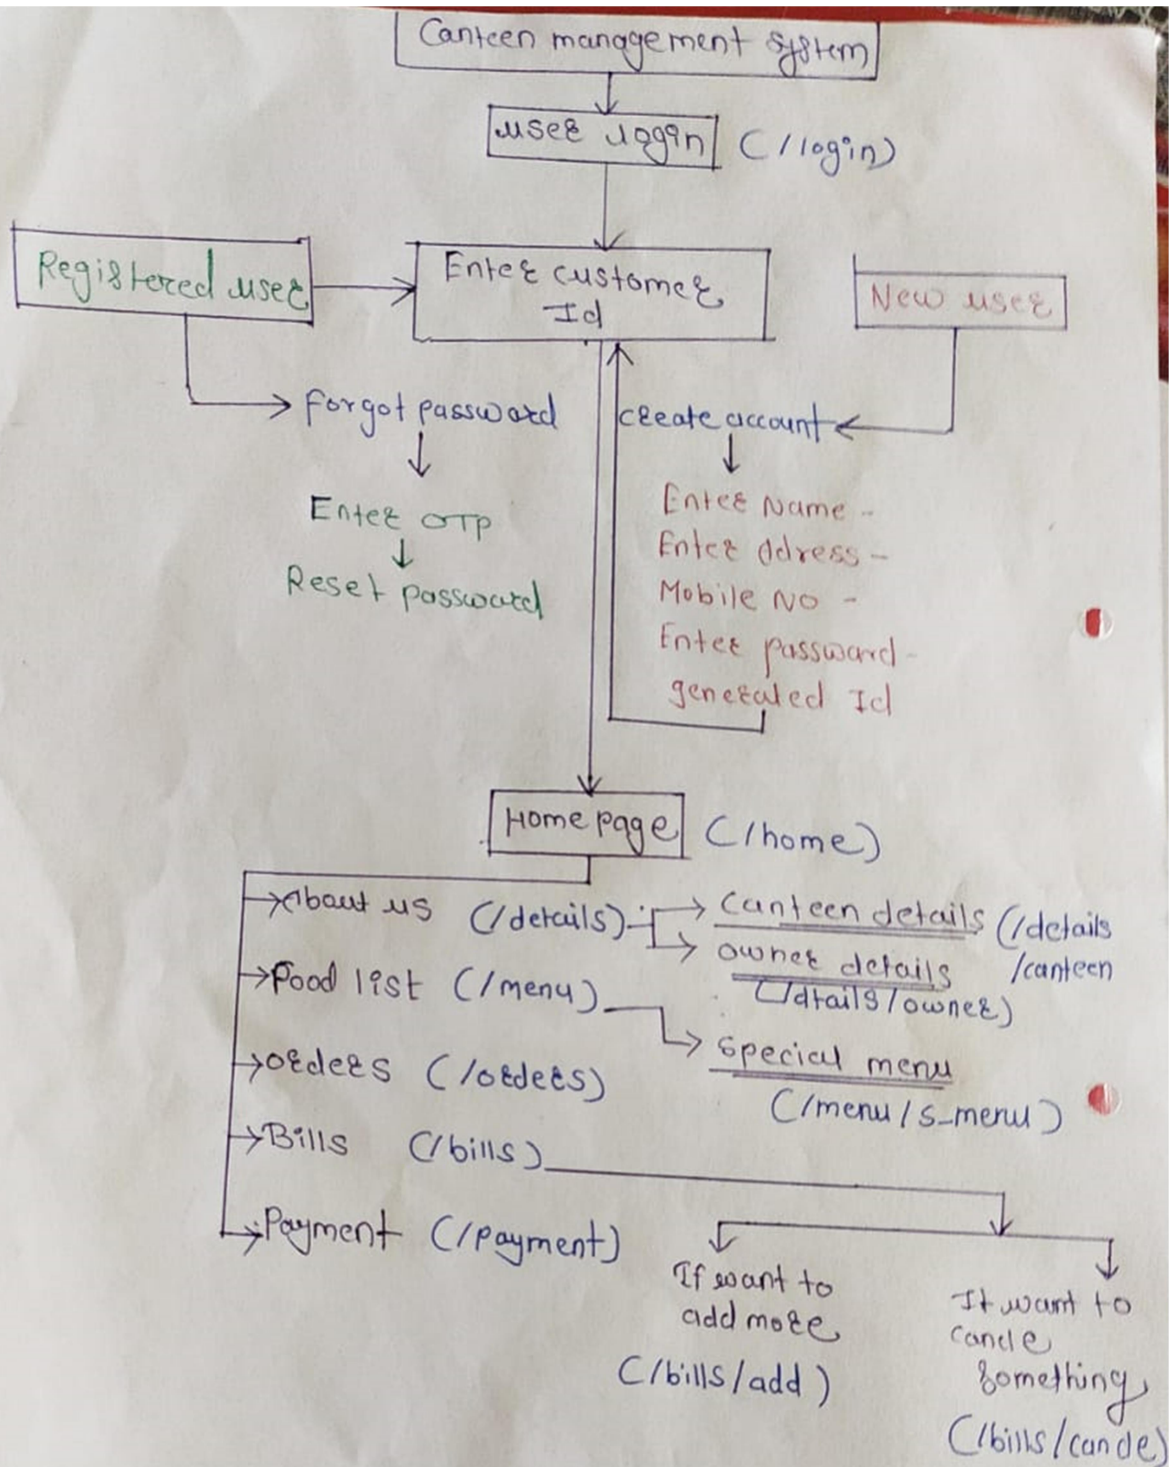 Canteen management system
user login (/login)
Registered user
Enter customer
Id
New user
forgot password
create account
Enter OTP
Reset password
Enter Name -
Enter ddress -
Mobile No -
Enter password -
generated Id
Home page (/home)
About us (/details)
Canteen details (/details
/canteen
owner details
(/dtails/owner)
Food list (/menu)
special menu
(/menu/s_menu)
orders (/orders)
Bills (/bills)
Payment (/payment)
If want to
add more
(/bills/add)
If want to
cancle
something
(/bills/cancle)